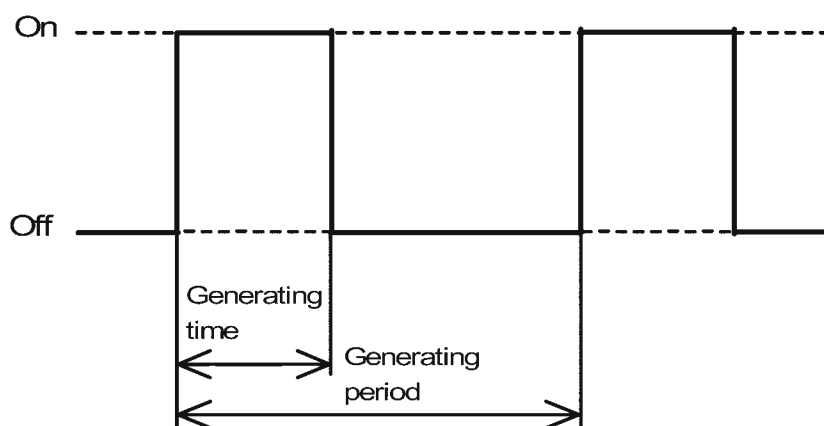 On
Off
Generating
time
Generating
period